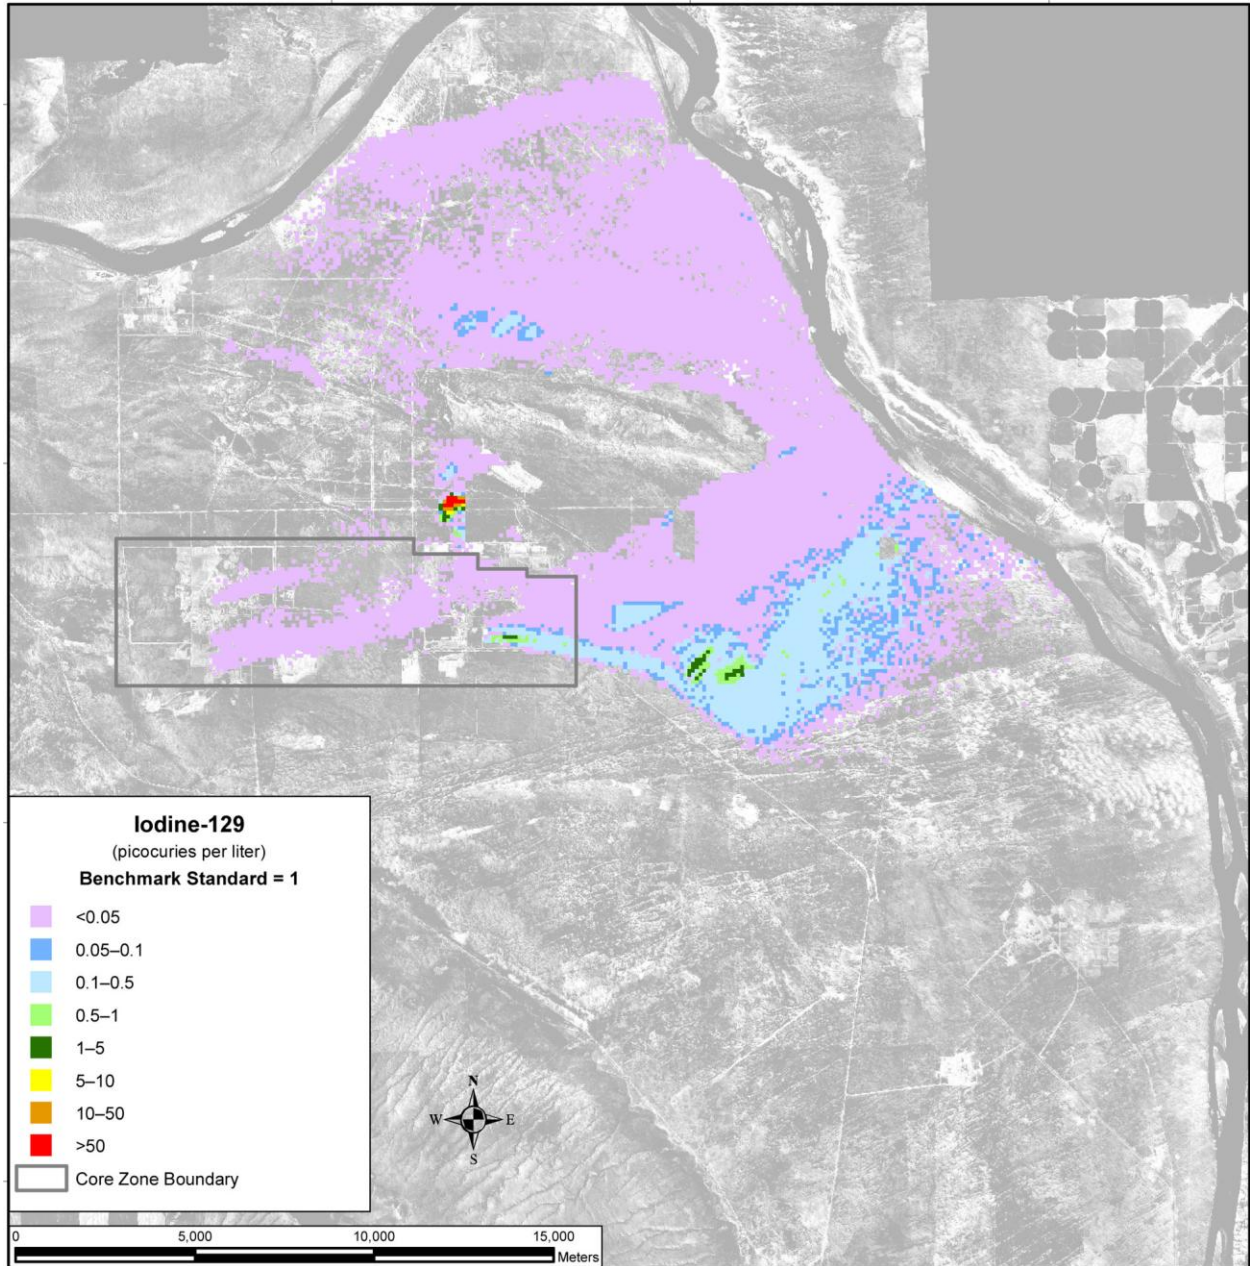 N
W E
S
Iodine-129
(picocuries per liter)
Benchmark Standard = 1
<0.05
0.05–0.1
0.1–0.5
0.5–1
1–5
5–10
10–50
>50
Core Zone Boundary
0 5,000 10,000 15,000
Meters